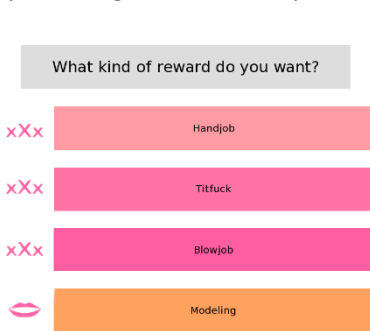 What kind of reward do you want?
xXx Handjob
xXx Titfuck
xXx Blowjob
Modeling